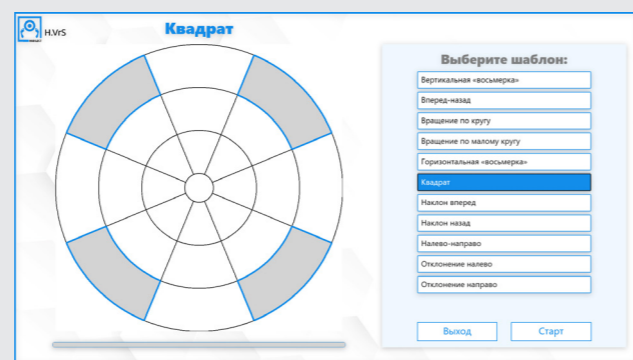 H.VrS
Квадрат
Выберите шаблон:
Вертикальная «восьмерка»
Вперед-назад
Вращение по кругу
Вращение по малому кругу
Горизонтальная «восьмерка»
Квадрат
Наклон вперед
Наклон назад
Налево-направо
Отклонение налево
Отклонение направо
Выход
Старт